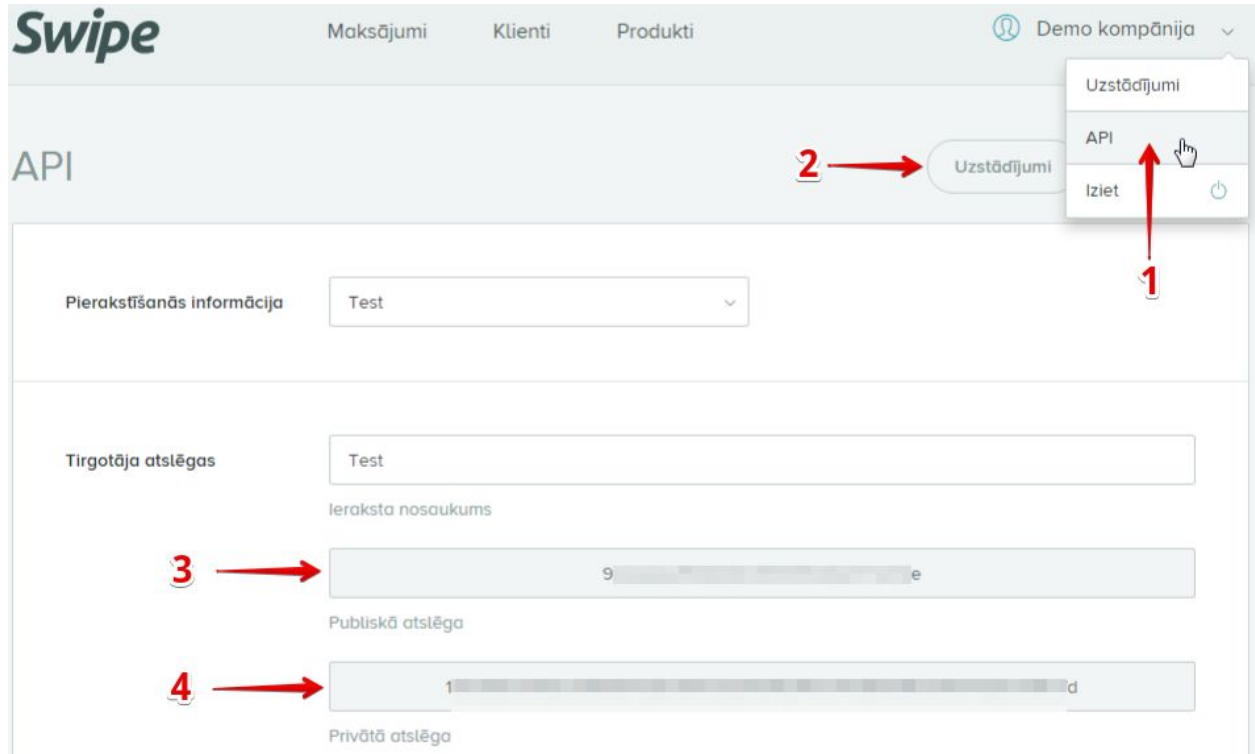 Swipe
Maksājumi Klienti Produkti
Demo kompānija
Uzstādījumi
API
Iziet
API
2
Uzstādījumi
1
Pierakstīšanās informācija
Test
Tirgotāja atslēgas
Test
Ieraksta nosaukums
3
9 e
Publiskā atslēga
4
1 d
Privātā atslēga